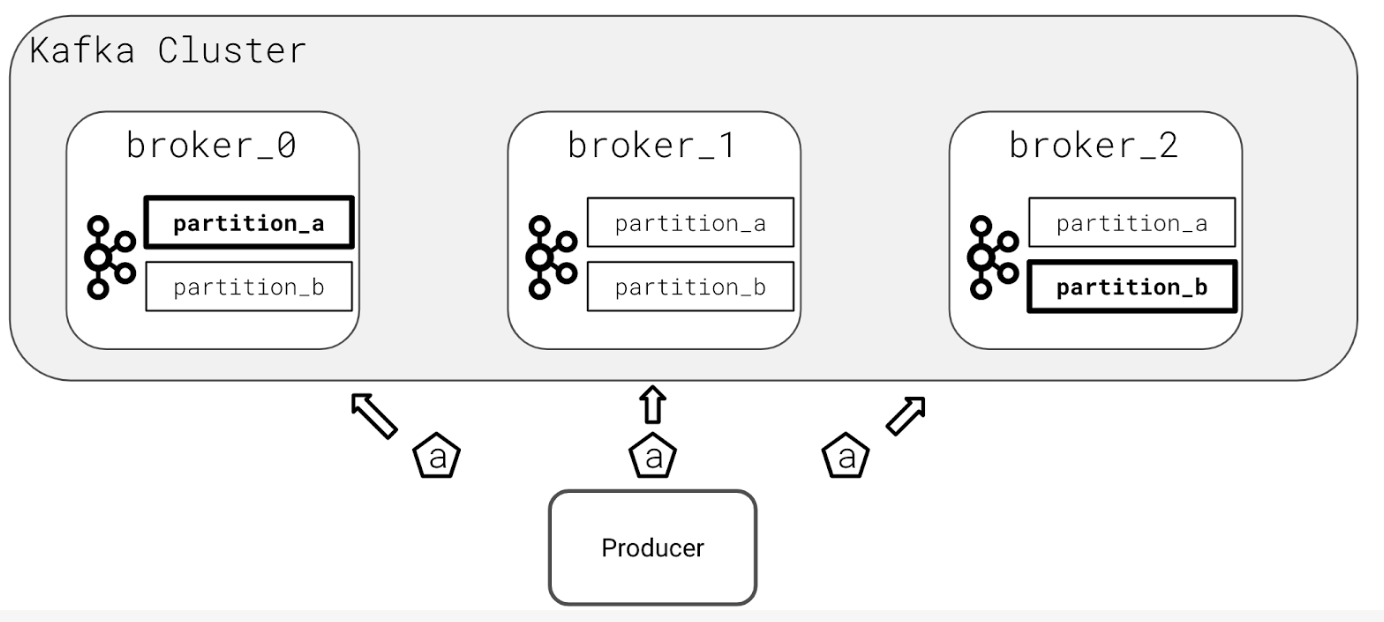 Kafka Cluster
broker_0
partition_a
partition_b
broker_1
partition_a
partition_b
broker_2
partition_a
partition_b
a
a
a
Producer